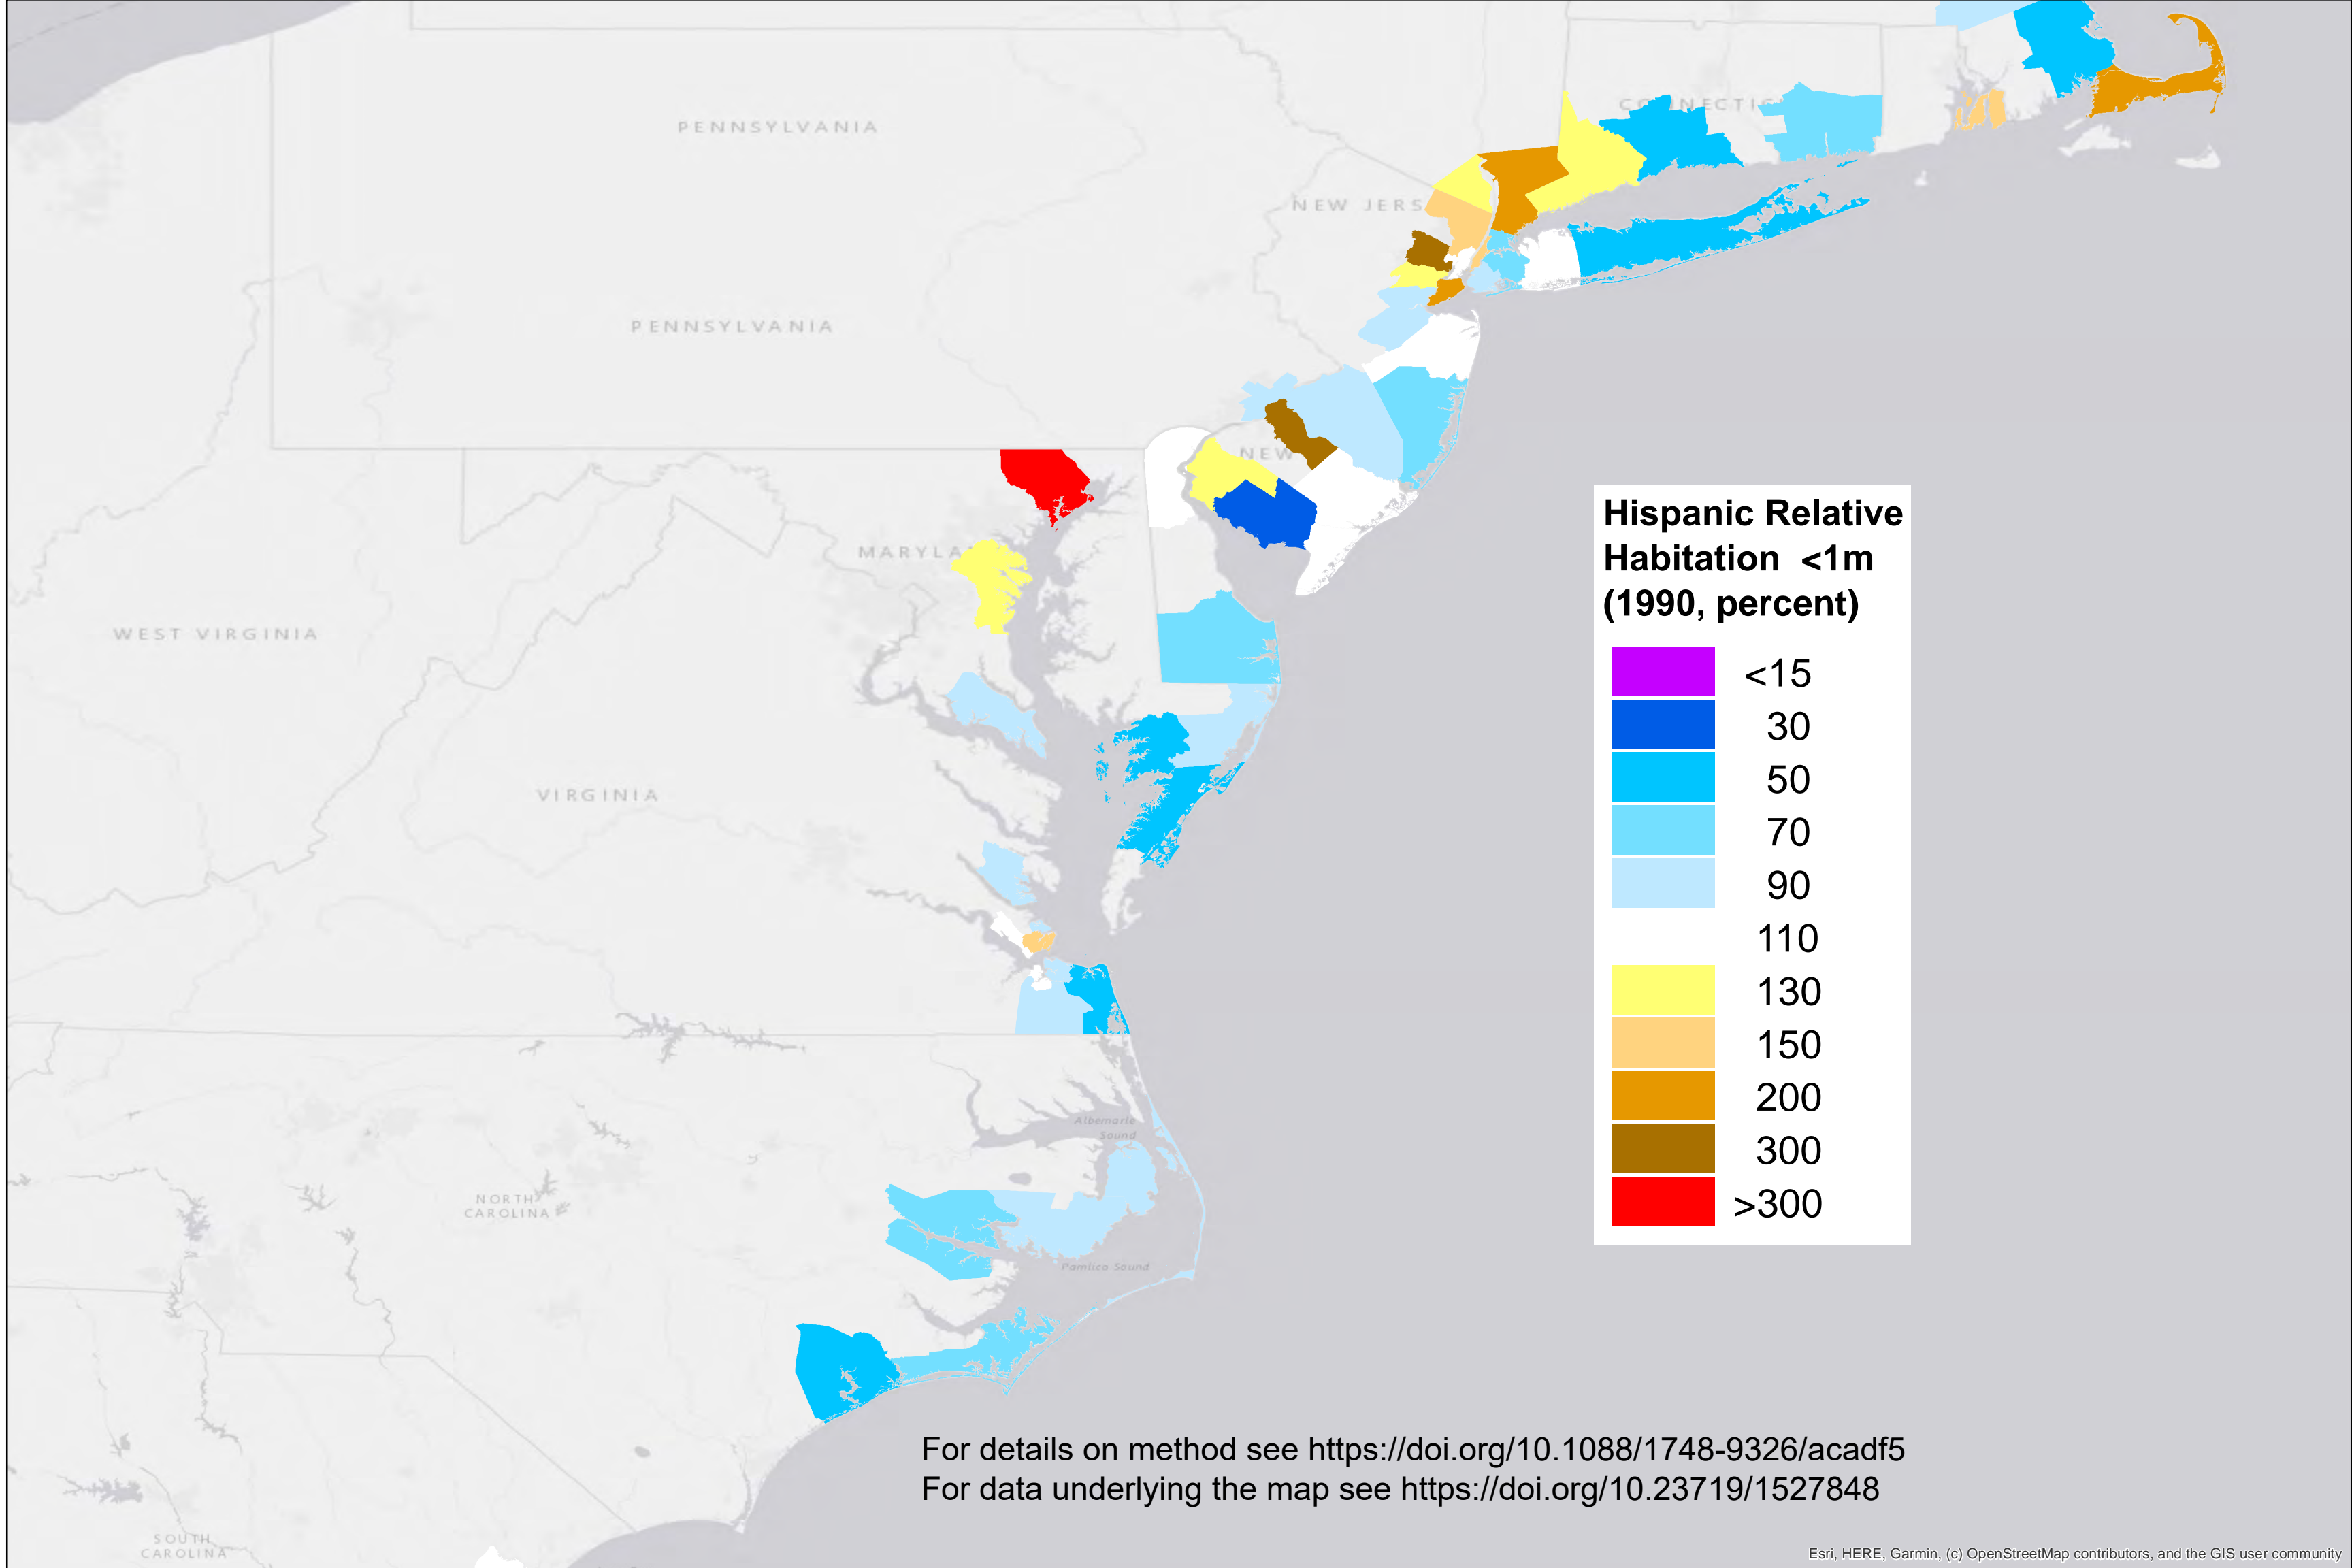 PENNSYLVANIA
CONNECTIC
NEW JERS
PENNSYLVANIA
NEW
MARYLA
WEST VIRGINIA
VIRGINIA
Hispanic Relative
Habitation <1m
(1990, percent)
<15
30
50
70
90
110
130
150
200
300
>300
Albemarle
Sound
NORTH
CAROLINA
Pamlico Sound
For details on method see https://doi.org/10.1088/1748-9326/acadf5
For data underlying the map see https://doi.org/10.23719/1527848
SOUTH
CAROLINA
Esri, HERE, Garmin, (c) OpenStreetMap contributors, and the GIS user community